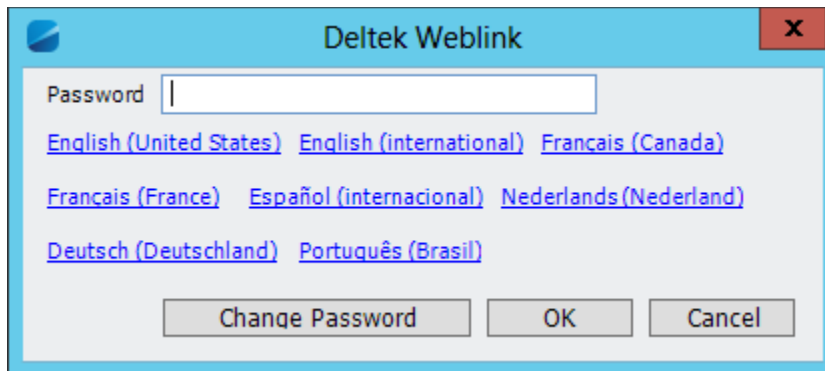 Deltek Weblink
x
Password
English (United States) English (international) Français (Canada)
Français (France) Español (internacional) Nederlands (Nederland)
Deutsch (Deutschland) Português (Brasil)
Change Password OK Cancel